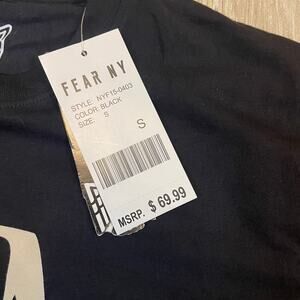 FEAR NY
STYLE: NYF15-0403
COLOR: BLACK
SIZE: S
S
MSRP. $ 69.99